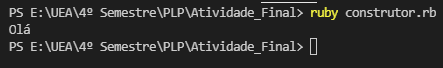 PS E:\UEA\4º Semestre\PLP\Atividade_Final> ruby construtor.rb
Olá
PS E:\UEA\4º Semestre\PLP\Atividade_Final>